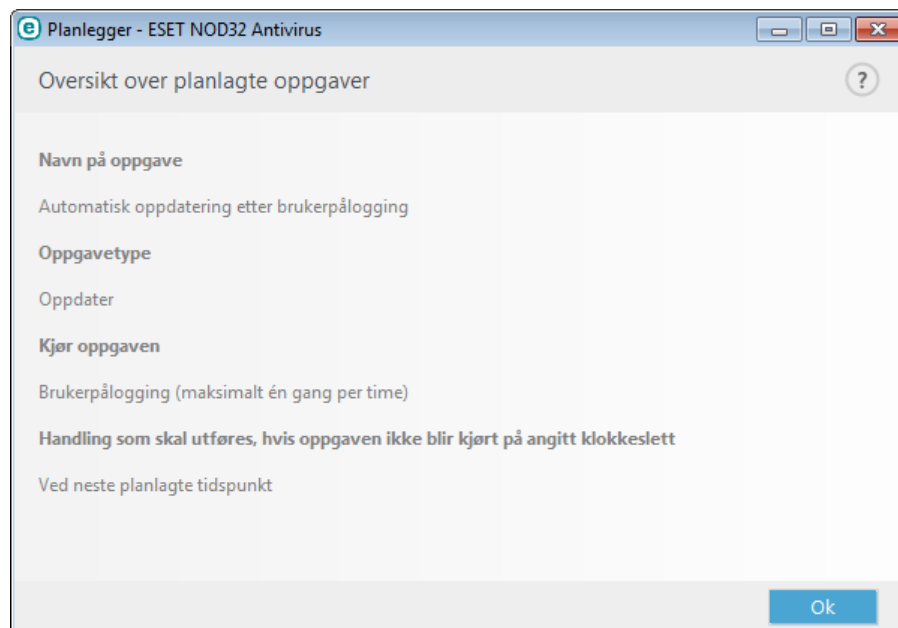 Planlegger - ESET NOD32 Antivirus
Oversikt over planlagte oppgaver
?
Navn på oppgave
Automatisk oppdatering etter brukerpålogging
Oppgavetype
Oppdater
Kjør oppgaven
Brukerpålogging (maksimalt én gang per time)
Handling som skal utføres, hvis oppgaven ikke blir kjørt på angitt klokkeslett
Ved neste planlagte tidspunkt
Ok